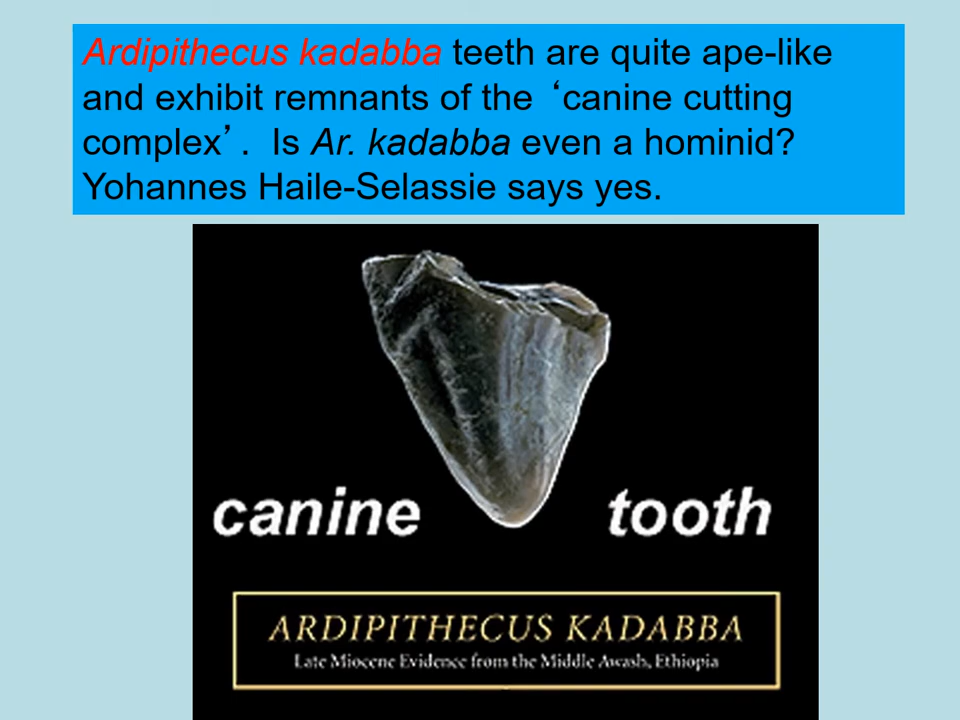 Ardipithecus kadabba teeth are quite ape-like
and exhibit remnants of the ‘canine cutting
complex’. Is Ar. kadabba even a hominid?
Yohannes Haile-Selassie says yes.
canine tooth
ARDIPITHECUS KADABBA
Late Miocene Evidence from the Middle Awash, Ethiopia